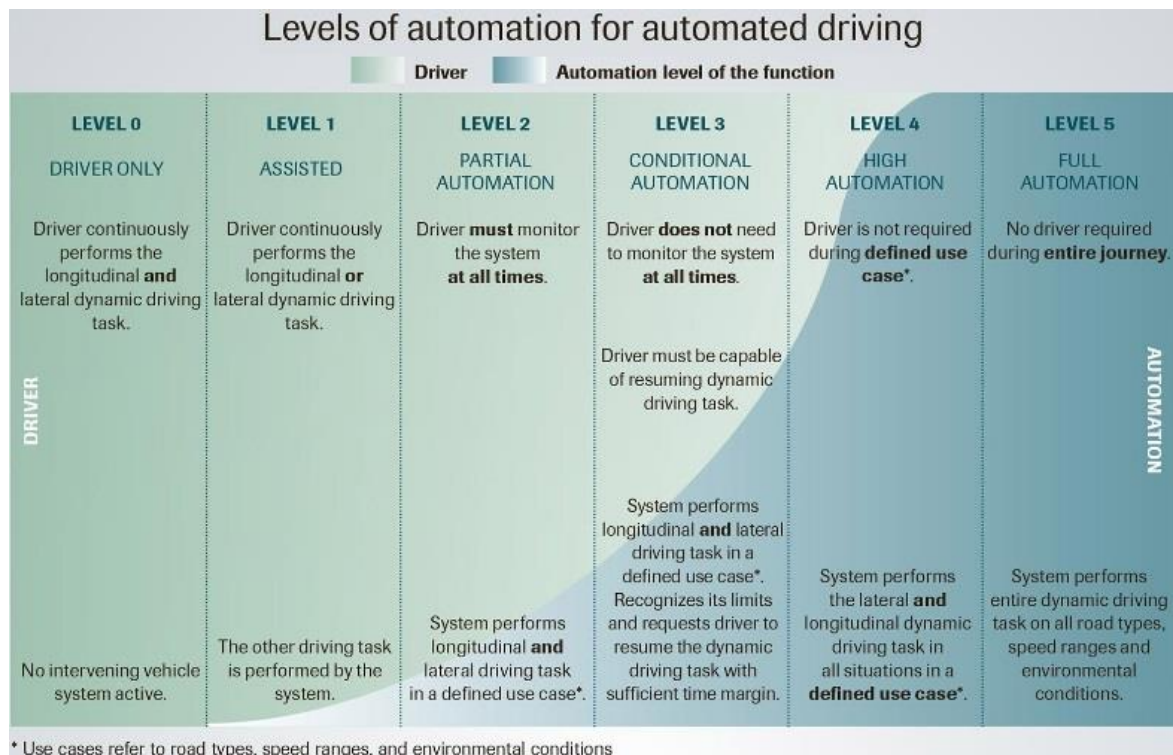 Levels of automation for automated driving
Driver
Automation level of the function
LEVEL 0
DRIVER ONLY
Driver continuously
performs the
longitudinal and
lateral dynamic driving
task.
No intervening vehicle
system active.
LEVEL 1
ASSISTED
Driver continuously
performs the
longitudinal or
lateral dynamic driving
task.
The other driving task
is performed by the
system.
LEVEL 2
PARTIAL
AUTOMATION
Driver must monitor
the system
at all times.
System performs
longitudinal and
lateral driving task
in a defined use case*.
LEVEL 3
CONDITIONAL
AUTOMATION
Driver does not need
to monitor the system
at all times.
Driver must be capable
of resuming dynamic
driving task.
System performs
longitudinal and lateral
driving task in a
defined use case*.
Recognizes its limits
and requests driver to
resume the dynamic
driving task with
sufficient time margin.
LEVEL 4
HIGH
AUTOMATION
Driver is not required
during defined use
case*.
System performs
the lateral and
longitudinal dynamic
driving task in
all situations in a
defined use case*.
LEVEL 5
FULL
AUTOMATION
No driver required
during entire journey.
System performs
entire dynamic driving
task on all road types,
speed ranges and
environmental
conditions.
DRIVER
AUTOMATION
* Use cases refer to road types, speed ranges, and environmental conditions